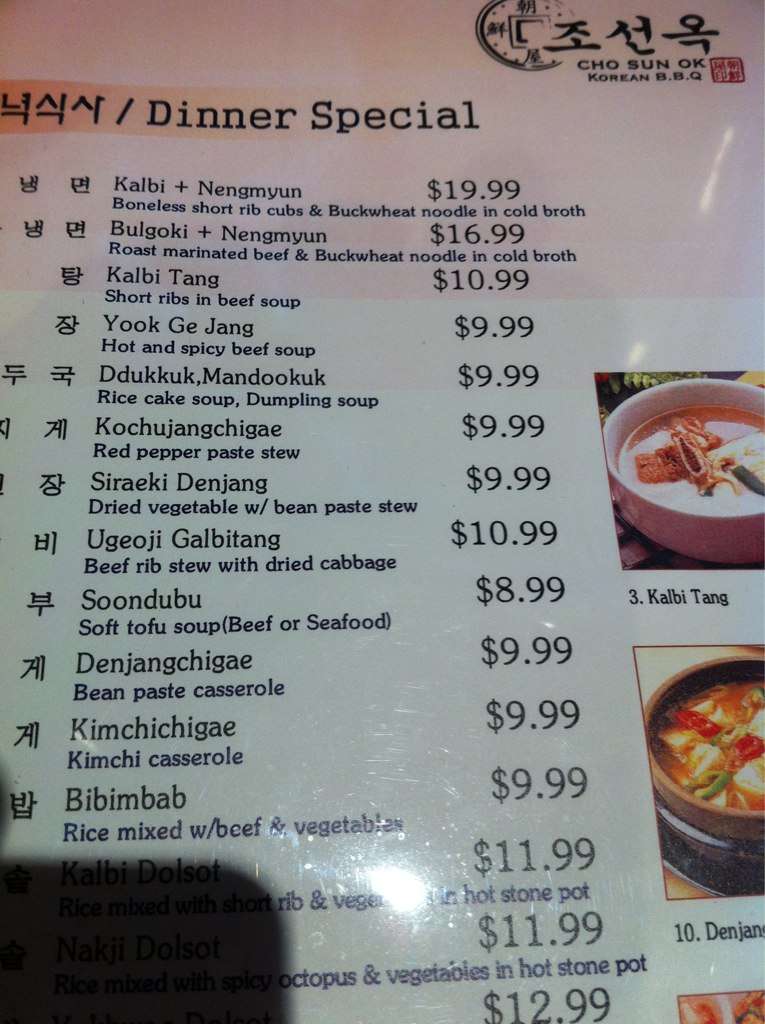 朝
鮮
屋
조선옥
CHO SUN OK
KOREAN B.B.Q
녁식사 / Dinner Special
냉 면 Kalbi + Nengmyun $19.99
Boneless short rib cubs & Buckwheat noodle in cold broth
냉 면 Bulgoki + Nengmyun $16.99
Roast marinated beef & Buckwheat noodle in cold broth
탕 Kalbi Tang $10.99
Short ribs in beef soup
장 Yook Ge Jang $9.99
Hot and spicy beef soup
두 국 Ddukkuk,Mandookuk $9.99
Rice cake soup, Dumpling soup
게 Kochujangchigae $9.99
Red pepper paste stew
장 Siraeki Denjang $9.99
Dried vegetable w/ bean paste stew
비 Ugeoji Galbitang $10.99
Beef rib stew with dried cabbage
부 Soondubu $8.99
Soft tofu soup(Beef or Seafood)
게 Denjangchigae $9.99
Bean paste casserole
게 Kimchichigae $9.99
Kimchi casserole
밥 Bibimbab $9.99
Rice mixed w/beef & vegetables
솥 Kalbi Dolsot $11.99
Rice mixed with short rib & in hot stone pot
솥 Nakji Dolsot $11.99
Rice mixed with spicy octopus & vegetables in hot stone pot
Dolsot $12.99
3. Kalbi Tang
10. Denjang